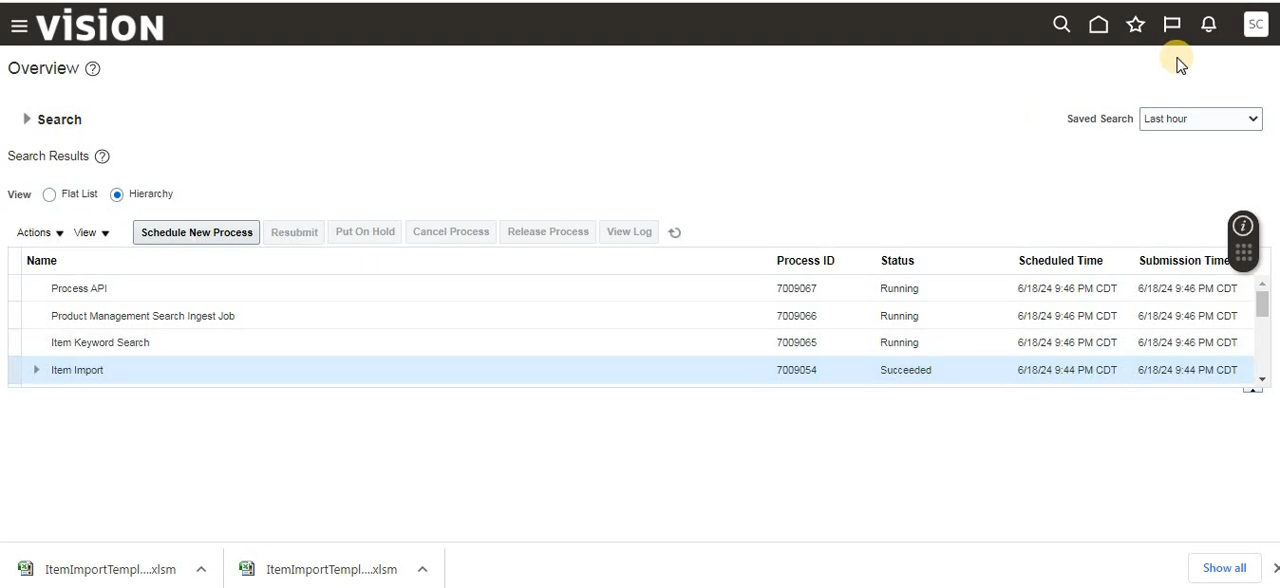 vision
SC
Overview ?
Search
Saved Search Last hour
Search Results ?
View Flat List Hierarchy
Actions View Schedule New Process Resubmit Put On Hold Cancel Process Release Process View Log
Name Process ID Status Scheduled Time Submission Time
Process API 7009067 Running 6/18/24 9:46 PM CDT 6/18/24 9:46 PM CDT
Product Management Search Ingest Job 7009066 Running 6/18/24 9:46 PM CDT 6/18/24 9:46 PM CDT
Item Keyword Search 7009065 Running 6/18/24 9:46 PM CDT 6/18/24 9:46 PM CDT
Item Import 7009054 Succeeded 6/18/24 9:44 PM CDT 6/18/24 9:44 PM CDT
ItemImportTempl....xlsm ItemImportTempl....xlsm Show all